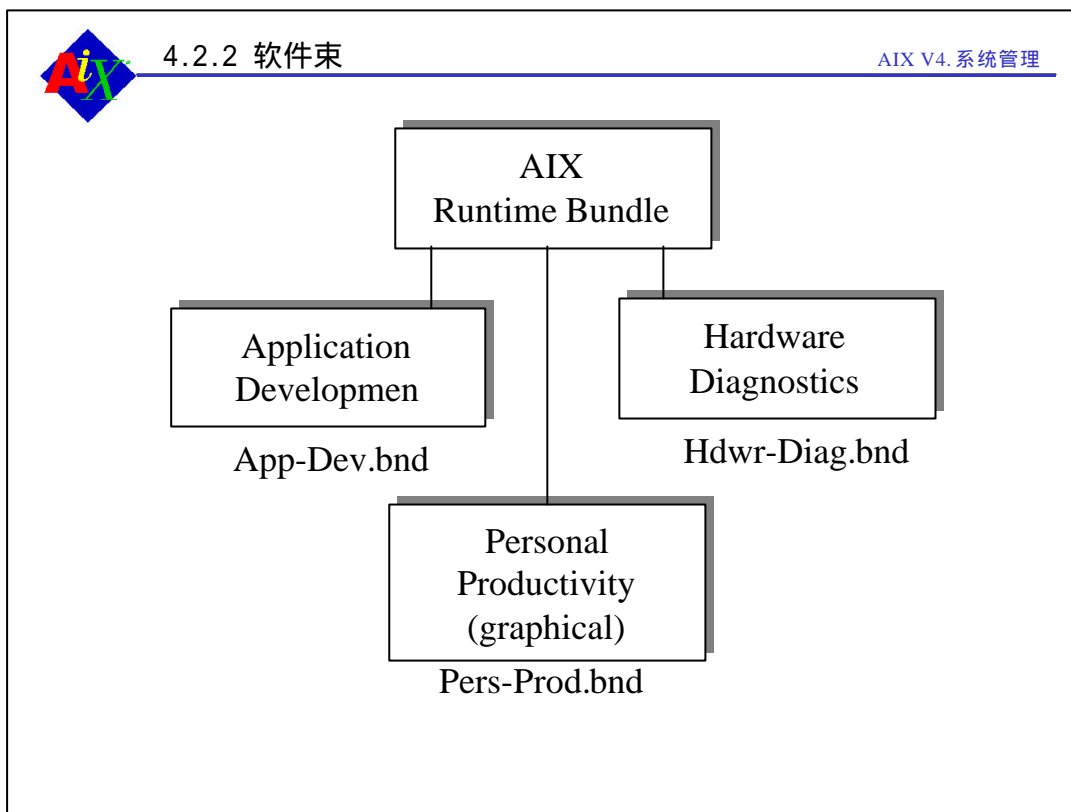 AiX
4.2.2 软件束
AIX V4.系统管理
AIX
Runtime Bundle
Application
Developmen
App-Dev.bnd
Hardware
Diagnostics
Hdwr-Diag.bnd
Personal
Productivity
(graphical)
Pers-Prod.bnd